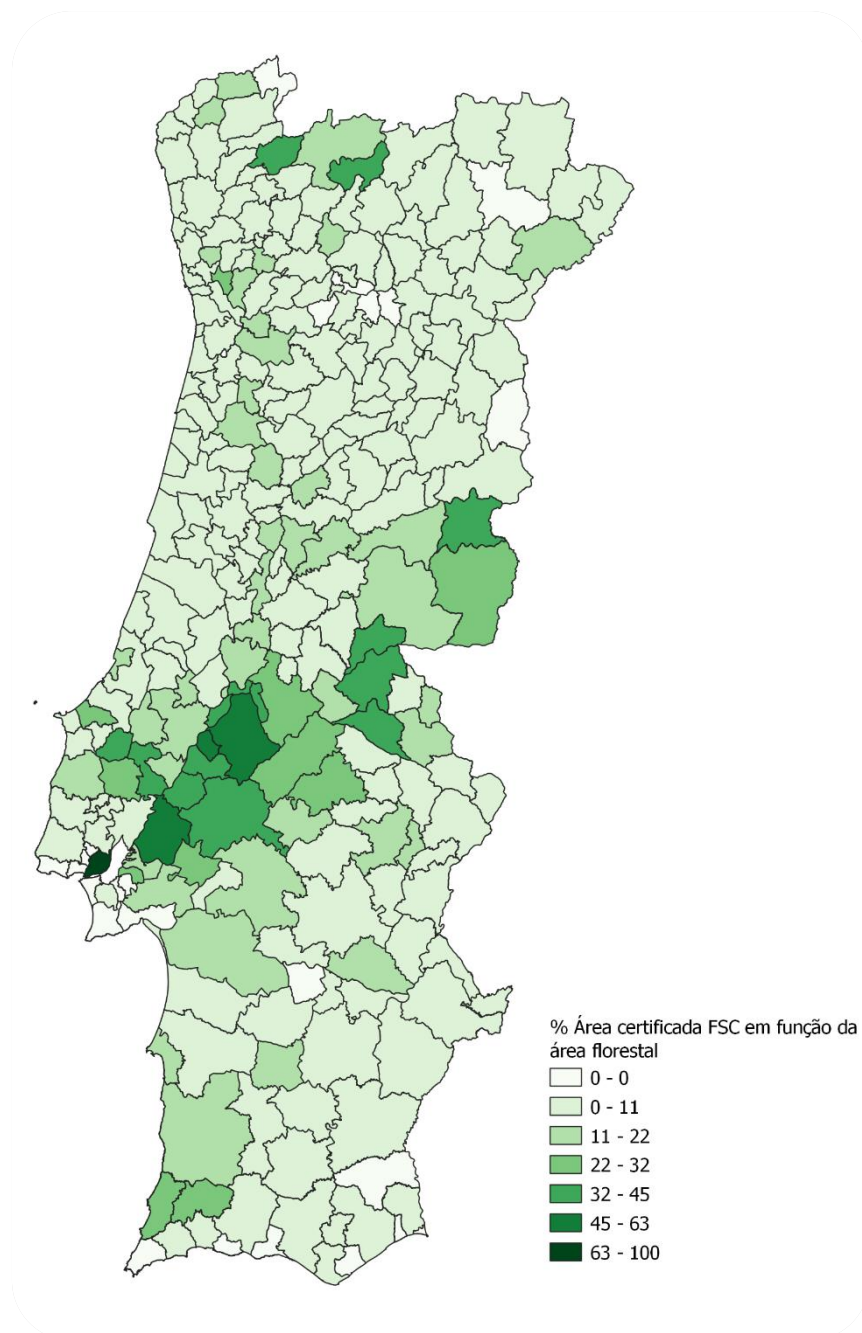 % Área certificada FSC em função da
área florestal
0 - 0
0 - 11
11 - 22
22 - 32
32 - 45
45 - 63
63 - 100